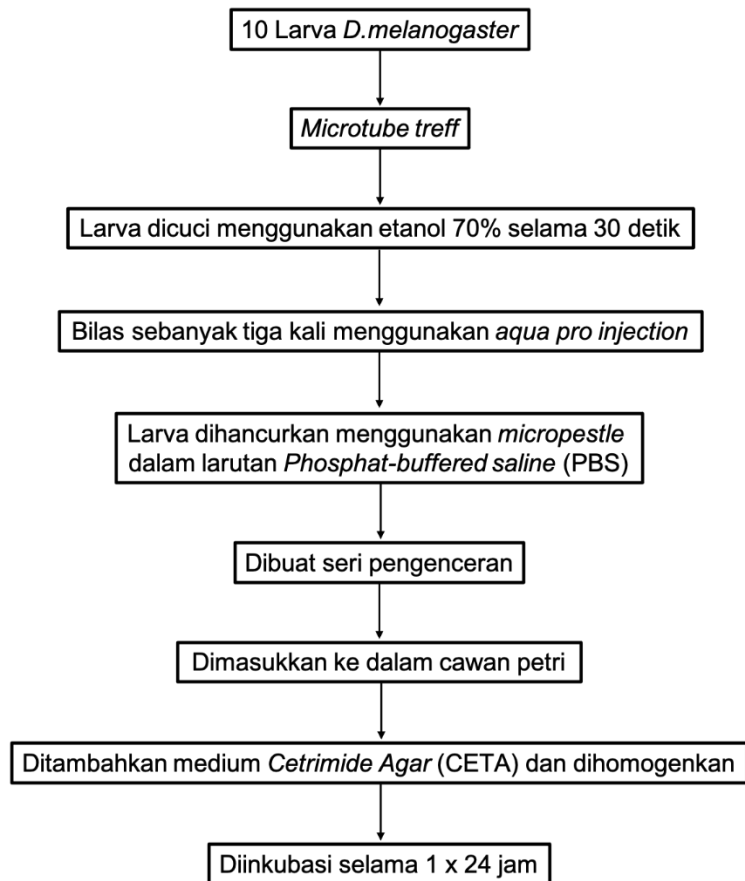 10 Larva D.melanogaster
Microtube treff
Larva dicuci menggunakan etanol 70% selama 30 detik
Bilas sebanyak tiga kali menggunakan aqua pro injection
Larva dihancurkan menggunakan micropestle
dalam larutan Phosphat-buffered saline (PBS)
Dibuat seri pengenceran
Dimasukkan ke dalam cawan petri
Ditambahkan medium Cetrimide Agar (CETA) dan dihomogenkan
Diinkubasi selama 1 x 24 jam